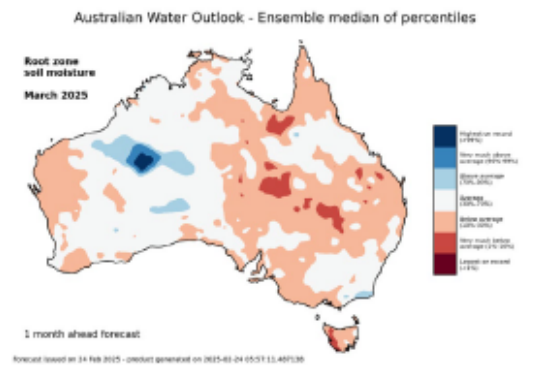 Australian Water Outlook - Ensemble median of percentiles
Root zone
soil moisture
March 2025
Highest on record
Very much above
Above average
Average
Below average
Very much below
Lowest on record
1 month ahead forecast
forecast issued on 24 Feb 2025 - product generated on 2025-02-24